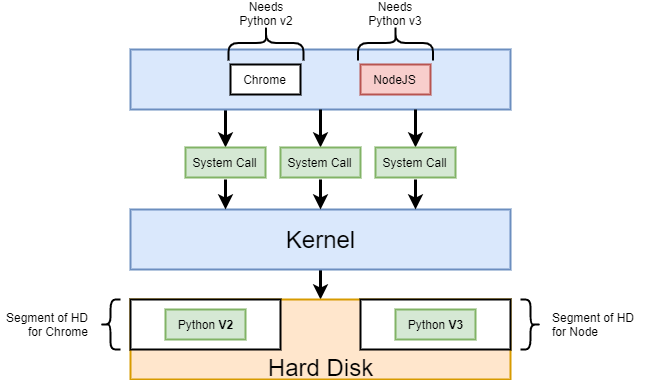 Needs
Python v2
Needs
Python v3
Chrome
NodeJS
System Call
System Call
System Call
Kernel
Segment of HD
for Chrome
Python V2
Python V3
Segment of HD
for Node
Hard Disk